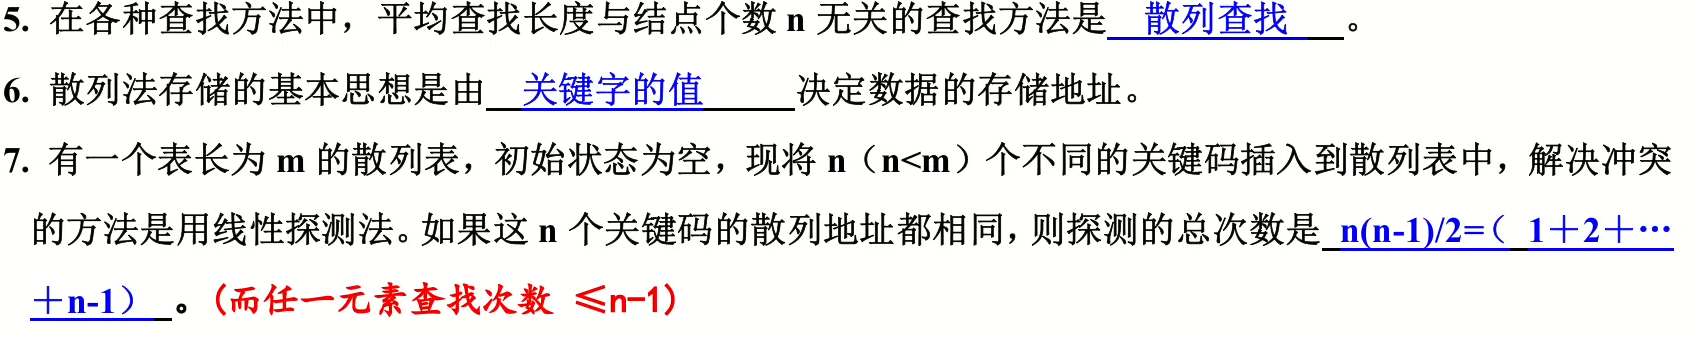 5. 在各种查找方法中，平均查找长度与结点个数 n 无关的查找方法是 散列查找 。
6. 散列法存储的基本思想是由 关键字的值 决定数据的存储地址。
7. 有一个表长为 m 的散列表，初始状态为空，现将 n（n<m）个不同的关键码插入到散列表中，解决冲突
的方法是用线性探测法。如果这 n 个关键码的散列地址都相同，则探测的总次数是 n(n-1)/2=（ 1＋2＋…
＋n-1） 。(而任一元素查找次数 ≤n-1)